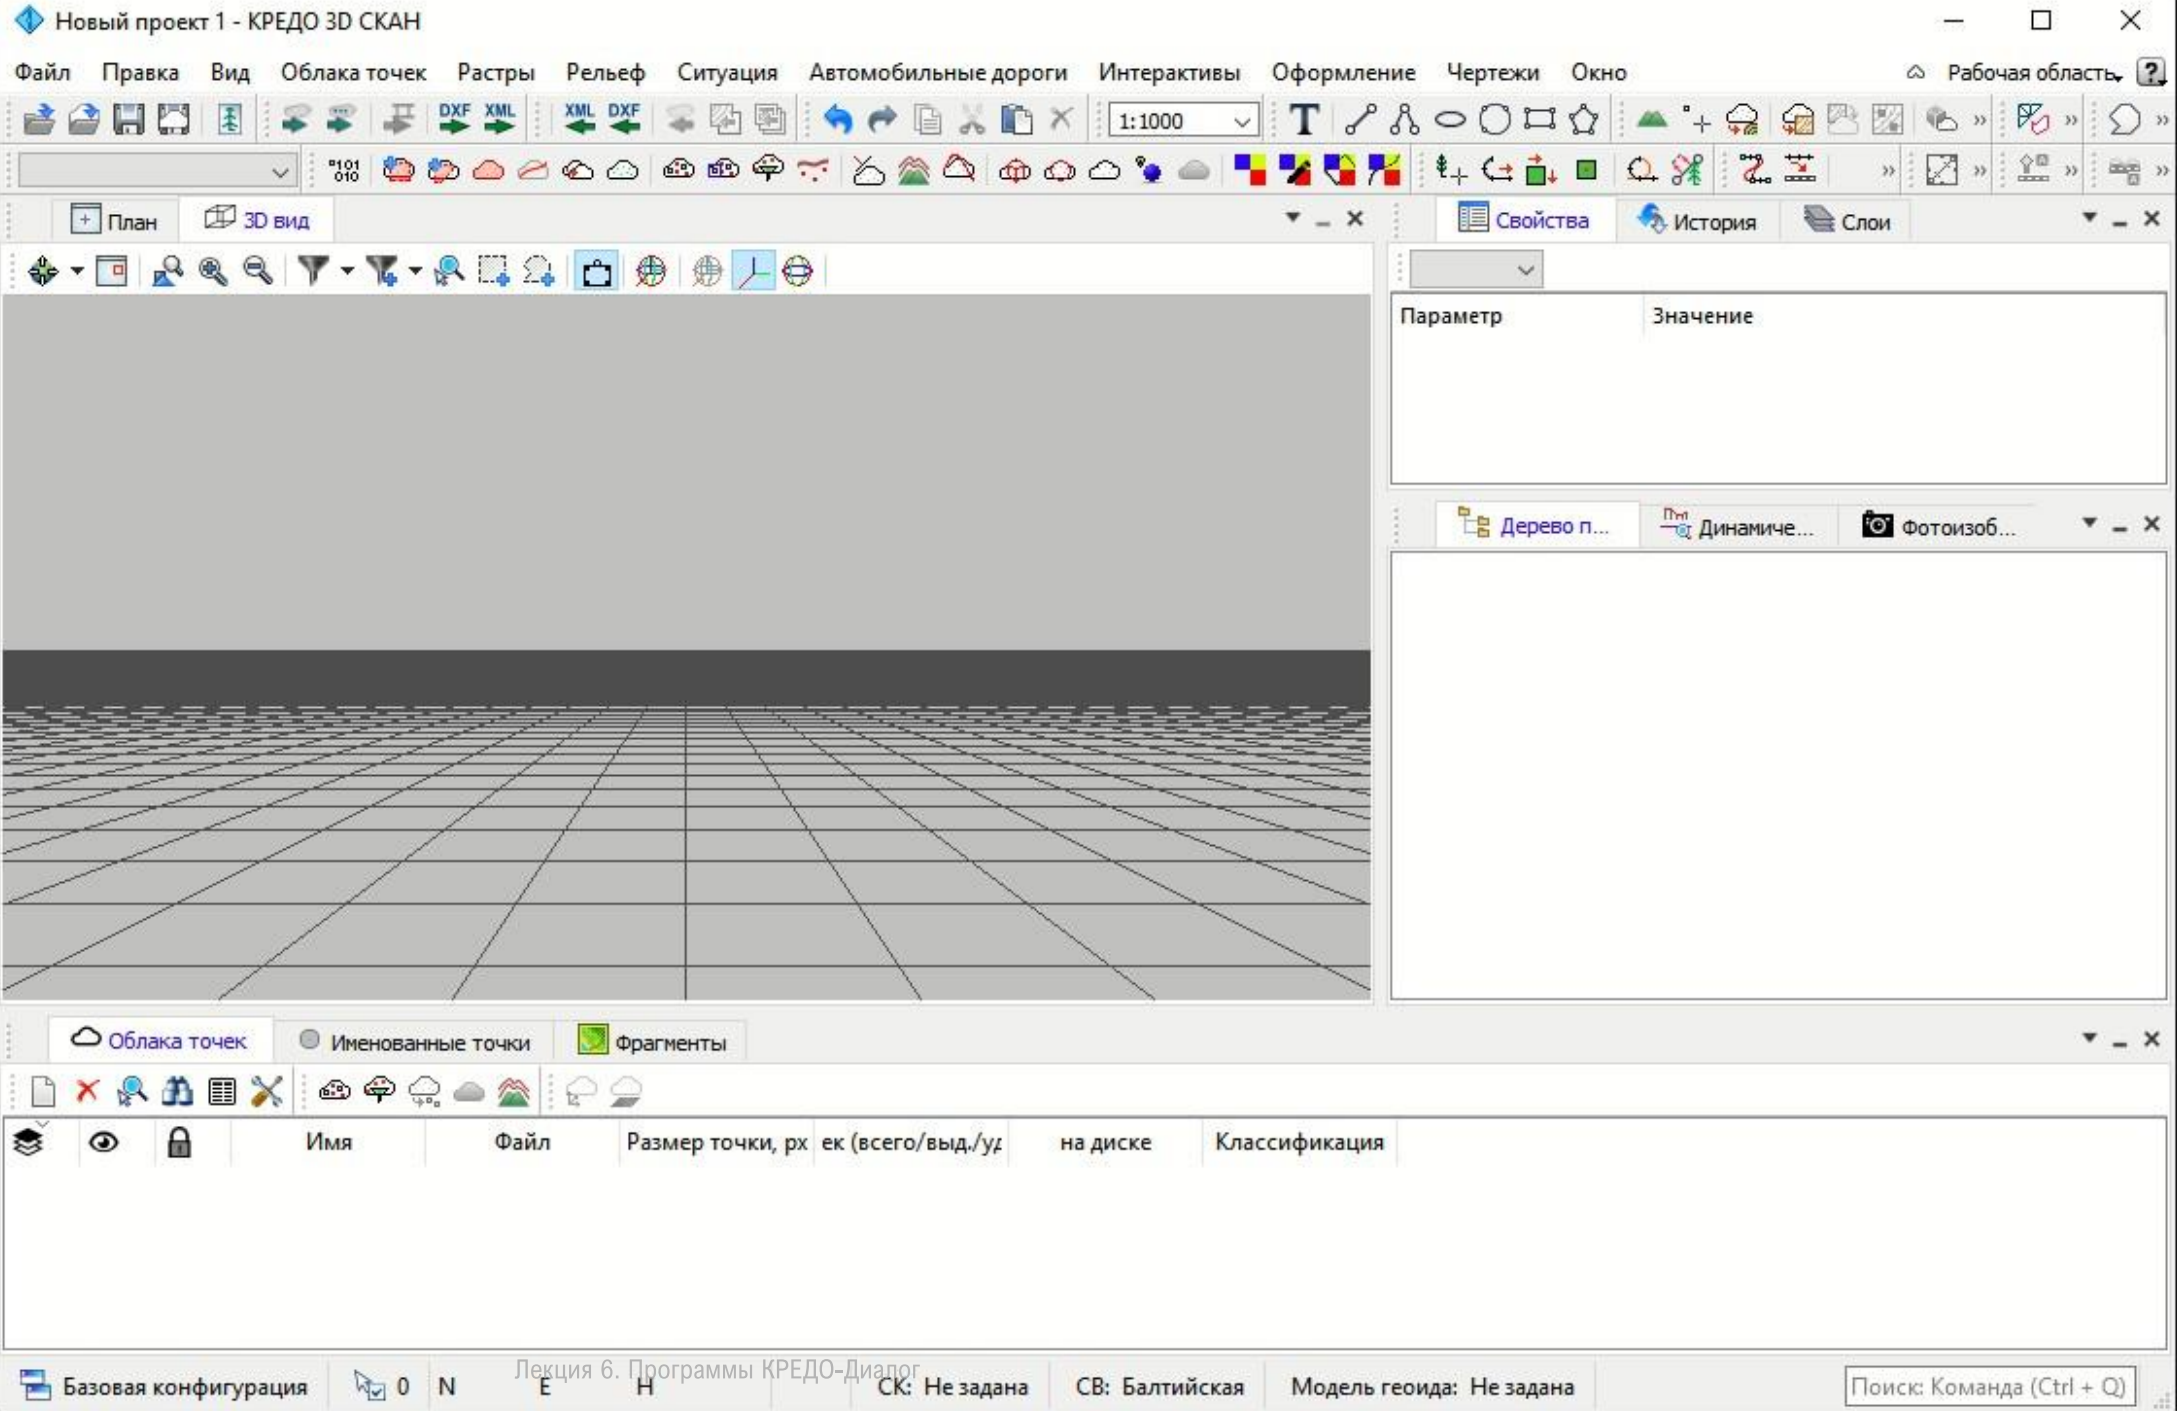 Новый проект 1 - КРЕДО 3D СКАН
Файл Правка Вид Облака точек Растры Рельеф Ситуация Автомобильные дороги Интерактивы Оформление Чертежи Окно Рабочая область ?
DXF XML XML DXF 1:1000 T
"101 010
План 3D вид
Свойства История Слои
Параметр Значение
Дерево п... Динамиче... Фотоизоб...
Облака точек Именованные точки Фрагменты
Имя Файл Размер точки, px ек (всего/выд./уд на диске Классификация
Лекция 6. Программы КРЕДО-Диалог
Базовая конфигурация 0 N E H СК: Не задана СВ: Балтийская Модель геоида: Не задана Поиск: Команда (Ctrl + Q)